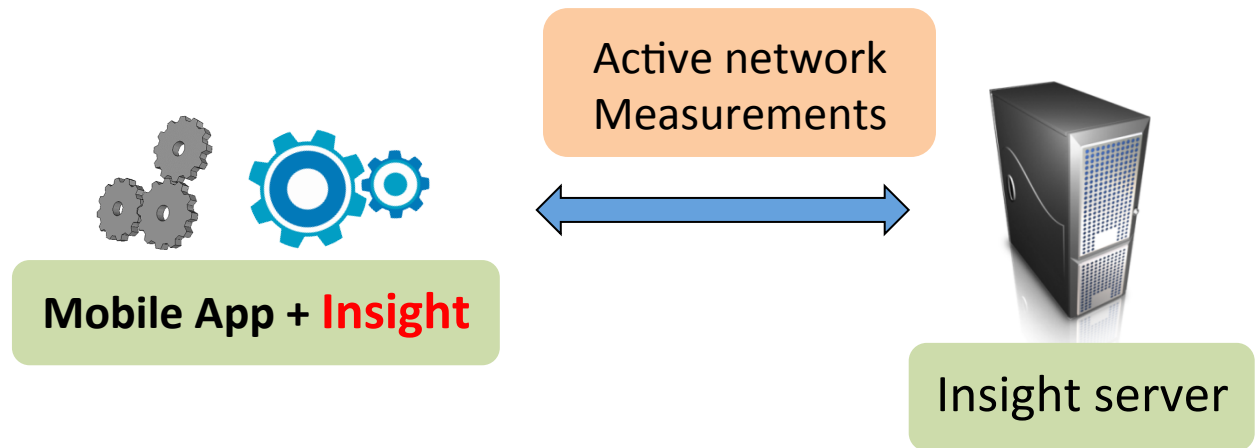 Active network
Measurements
Mobile App + Insight
Insight server